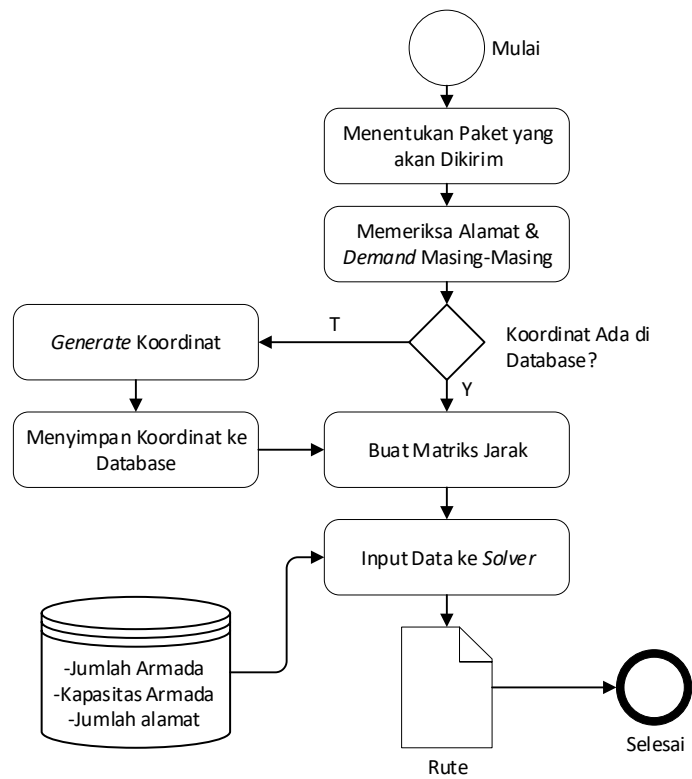 Mulai
Menentukan Paket yang
akan Dikirim
Memeriksa Alamat &
Demand Masing-Masing
T
Generate Koordinat
Koordinat Ada di
Database?
Y
Menyimpan Koordinat ke
Database
Buat Matriks Jarak
Input Data ke Solver
-Jumlah Armada
-Kapasitas Armada
-Jumlah alamat
Rute
Selesai